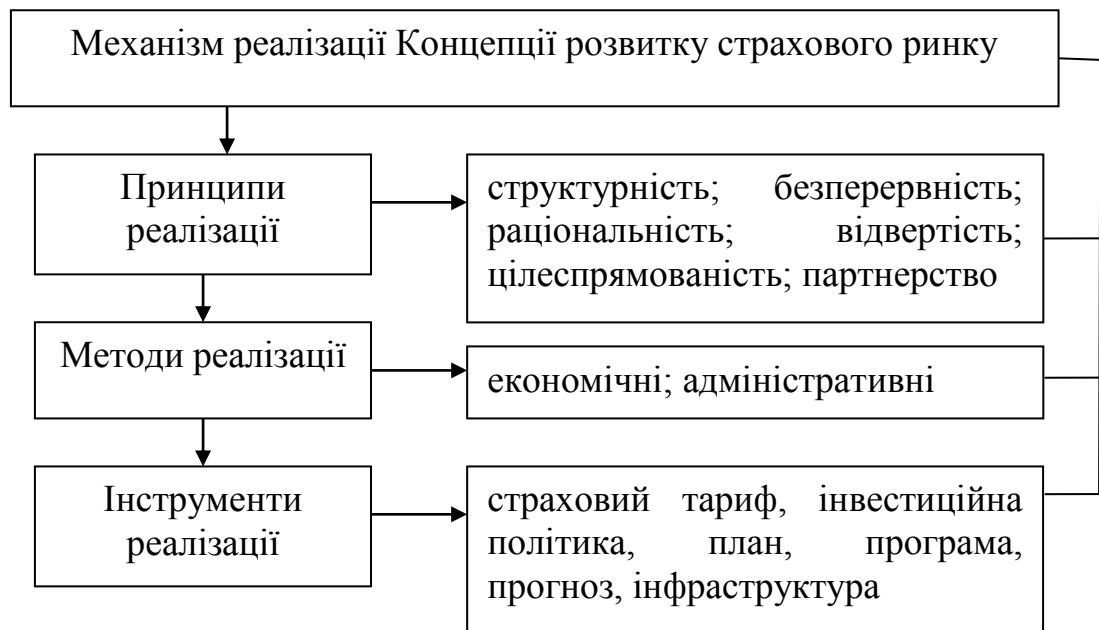 Механізм реалізації Концепції розвитку страхового ринку
Принципи
реалізації
структурність; безперервність;
раціональність; відвертість;
цілеспрямованість; партнерство
Методи реалізації
економічні; адміністративні
Інструменти
реалізації
страховий тариф, інвестиційна
політика, план, програма,
прогноз, інфраструктура